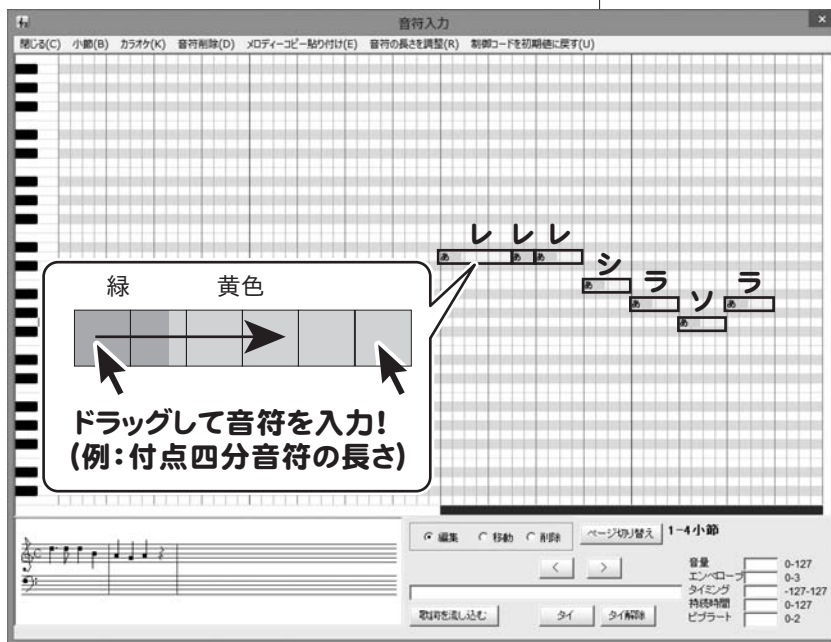 音符入力
閉じる(C) 小節(B) カラオケ(K) 音符削除(D) メロディーコピー貼り付け(E) 音符の長さを調整(R) 制御コードを初期値に戻す(U)
レ レ レ
あ あ あ
シ
あ
ラ ラ
あ あ
ソ
あ
緑 黄色
ドラッグして音符を入力!
(例:付点四分音符の長さ)
編集 移動 削除 ページ切り替え 1-4小節
< >
音量 0-127
エンベロープ 0-3
タイミング -127-127
持続時間 0-127
ビブラート 0-2
歌詞を流し込む タイ タイ解除